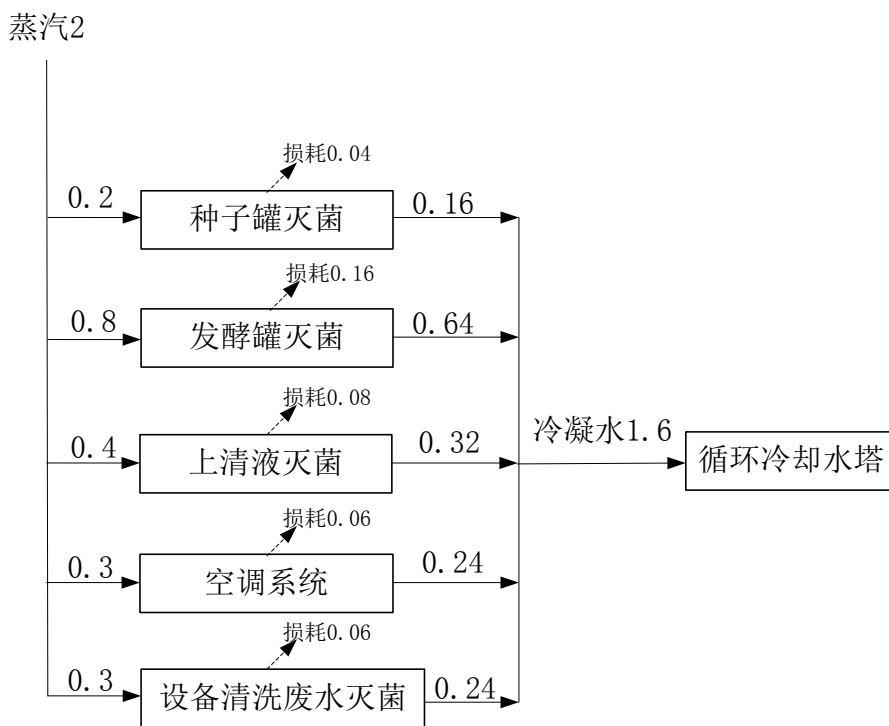 蒸汽2
损耗0.04
0.2
种子罐灭菌
0.16
损耗0.16
0.8
发酵罐灭菌
0.64
损耗0.08
0.4
上清液灭菌
0.32
冷凝水1.6
循环冷却水塔
损耗0.06
0.3
空调系统
0.24
损耗0.06
0.3
设备清洗废水灭菌
0.24